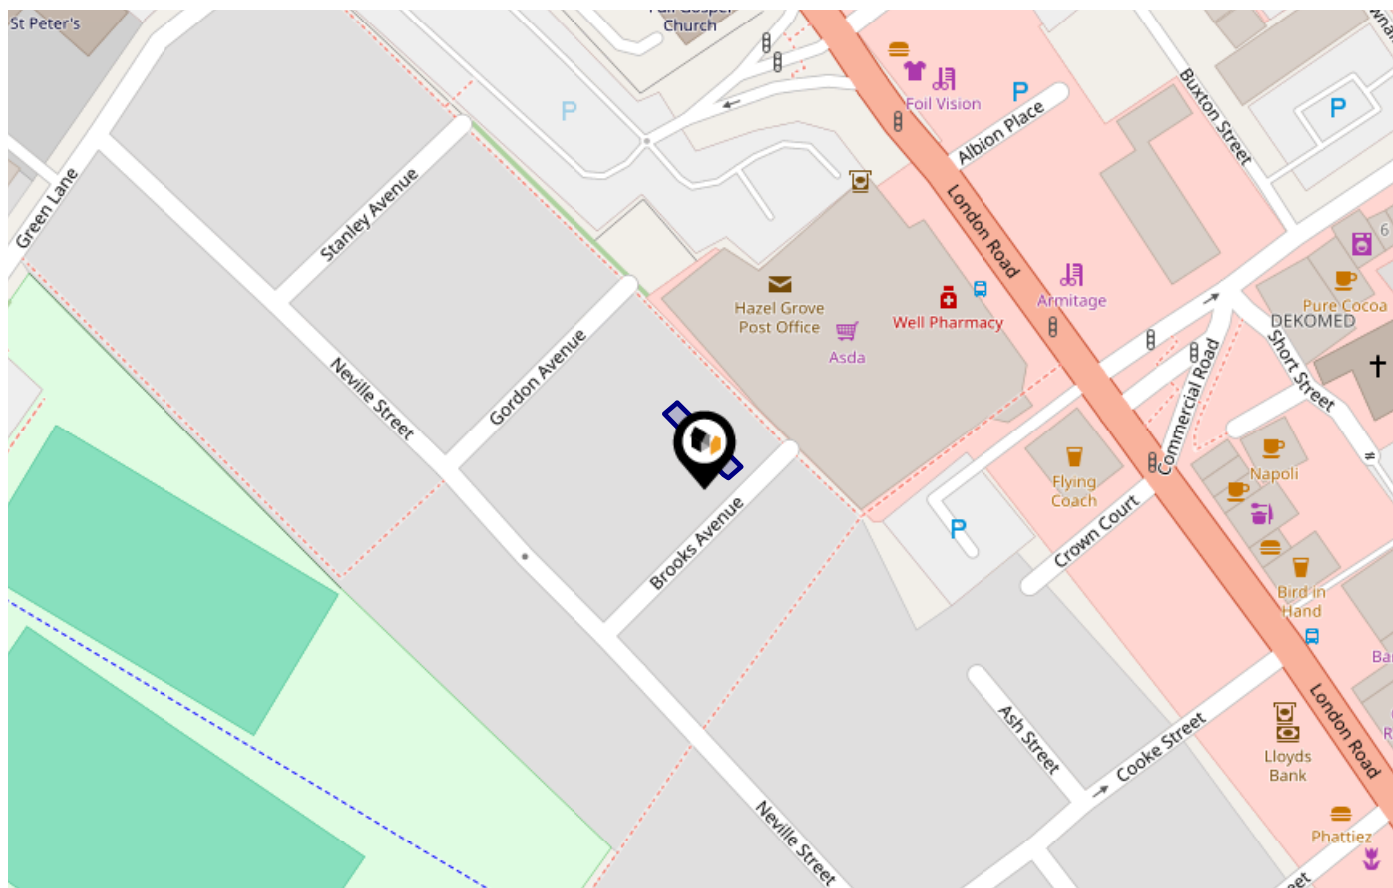 St Peter's
Full Gospel
Church
Foil Vision
P
P
P
Albion Place
Buxton Street
Green Lane
Stanley Avenue
London Road
6
Hazel Grove
Post Office
Well Pharmacy
Armitage
Asda
Pure Cocoa
DEKOMED
Short Street
Commercial Road
Gordon Avenue
Neville Street
Napoli
Flying
Coach
Crown Court
P
Brooks Avenue
Bird in
Hand
Ash Street
Cooke Street
London Road
Lloyds
Bank
Neville Street
Phattiez